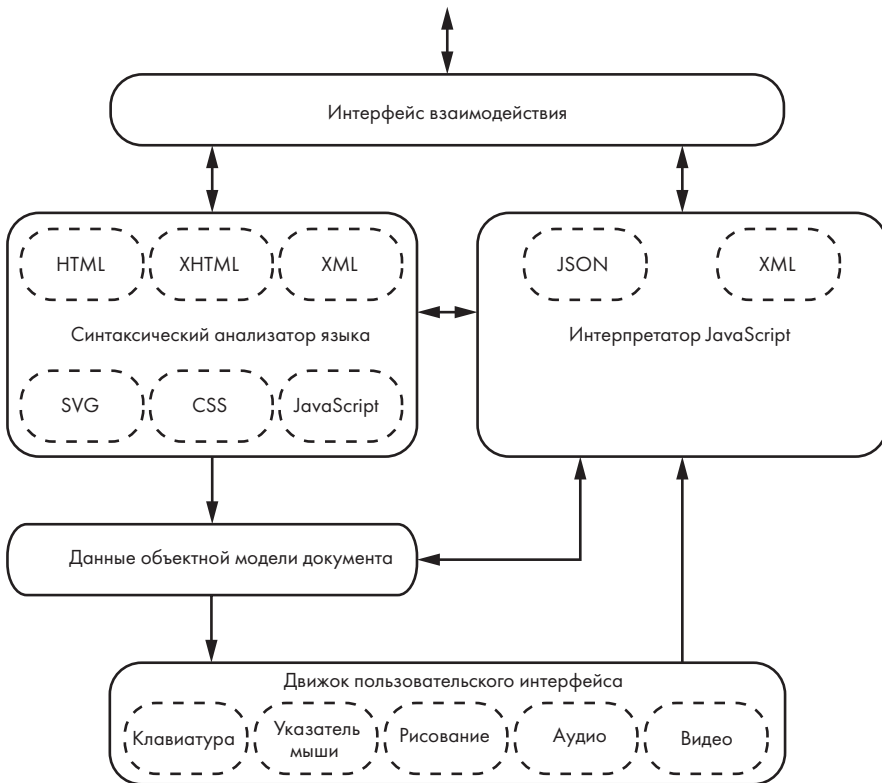 Интерфейс взаимодействия
HTML
XHTML
XML
Синтаксический анализатор языка
SVG
CSS
JavaScript
JSON
XML
Интерпретатор JavaScript
Данные объектной модели документа
Движок пользовательского интерфейса
Клавиатура
Указатель
мыши
Рисование
Аудио
Видео